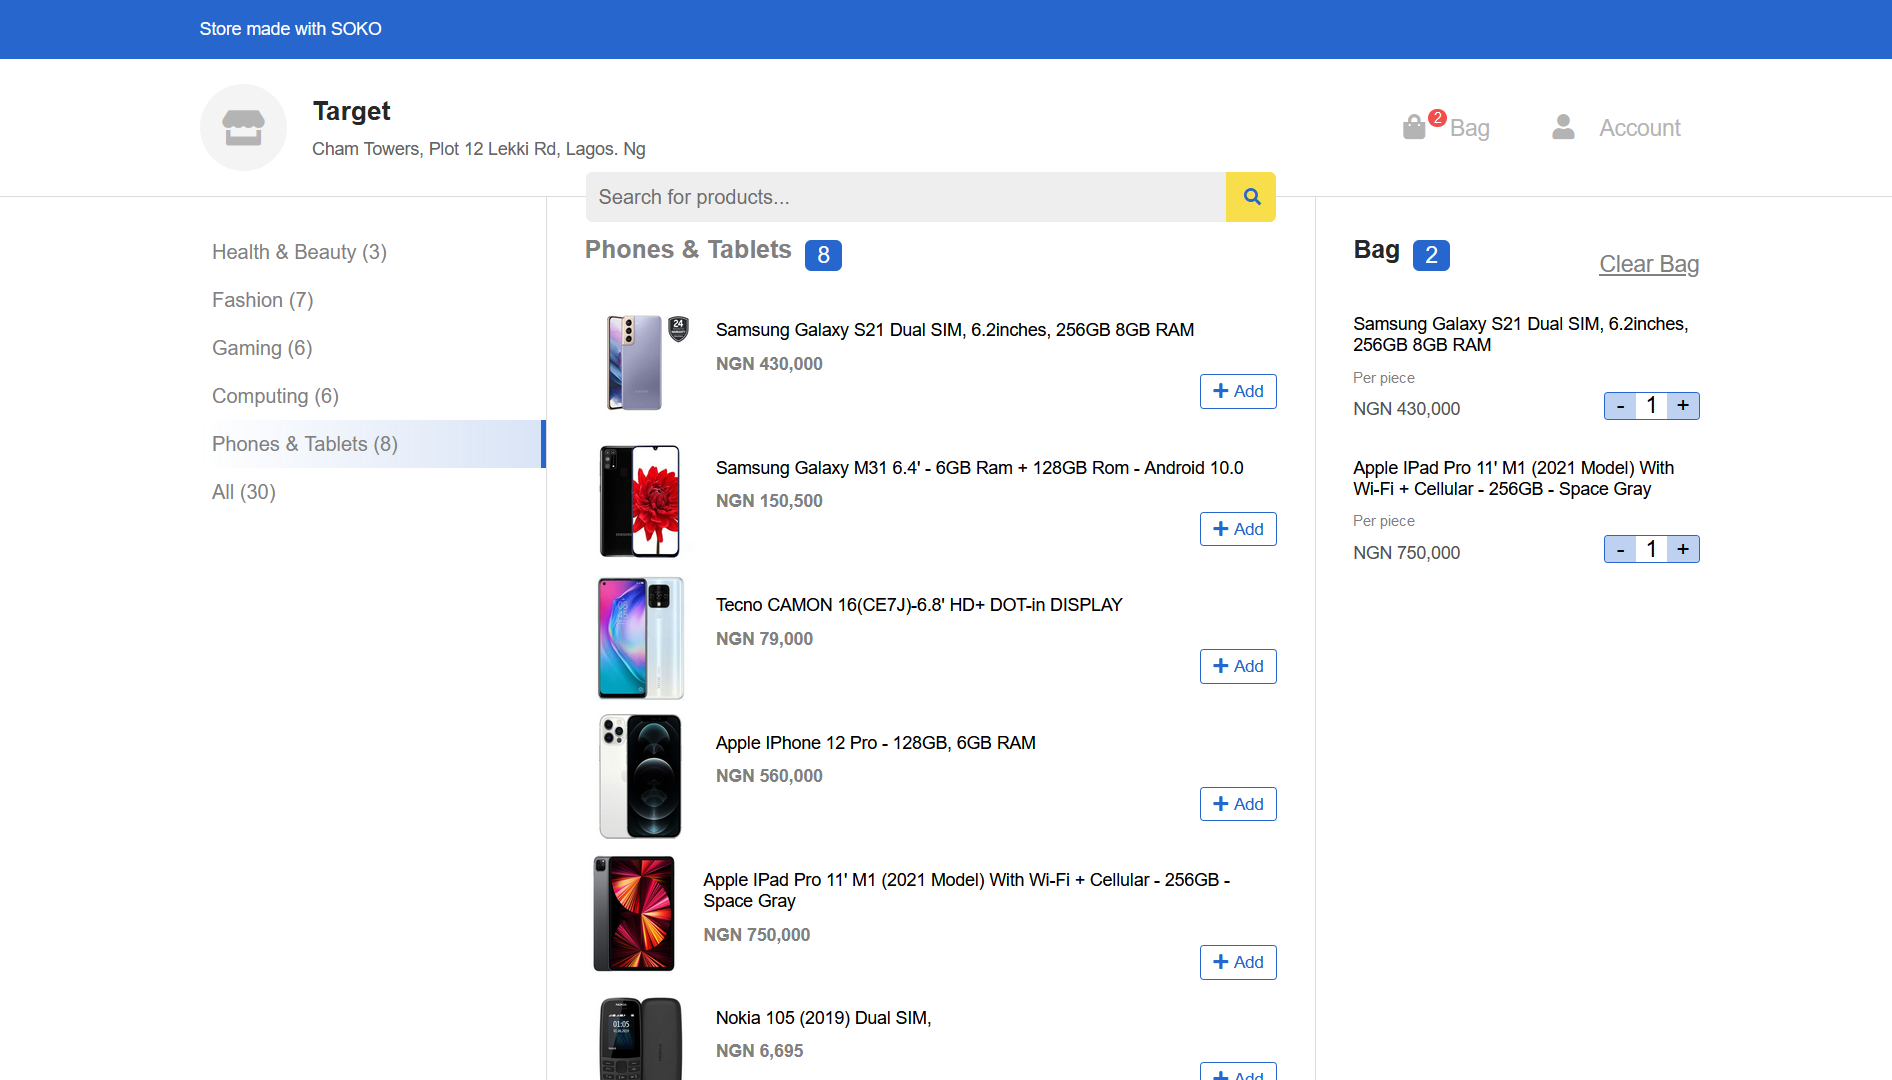 Store made with SOKO
Target
Cham Towers, Plot 12 Lekki Rd, Lagos. Ng
2
Bag
Account
Search for products...
Health & Beauty (3)
Fashion (7)
Gaming (6)
Computing (6)
Phones & Tablets (8)
All (30)
Phones & Tablets 8
24
Samsung Galaxy S21 Dual SIM, 6.2inches, 256GB 8GB RAM
NGN 430,000
+ Add
Samsung Galaxy M31 6.4' - 6GB Ram + 128GB Rom - Android 10.0
NGN 150,500
+ Add
Tecno CAMON 16(CE7J)-6.8' HD+ DOT-in DISPLAY
NGN 79,000
+ Add
Apple IPhone 12 Pro - 128GB, 6GB RAM
NGN 560,000
+ Add
Apple IPad Pro 11' M1 (2021 Model) With Wi-Fi + Cellular - 256GB -
Space Gray
NGN 750,000
+ Add
01:05
Nokia 105 (2019) Dual SIM,
NGN 6,695
+ Add
Bag 2
Clear Bag
Samsung Galaxy S21 Dual SIM, 6.2inches,
256GB 8GB RAM
Per piece
NGN 430,000
- 1 +
Apple IPad Pro 11' M1 (2021 Model) With
Wi-Fi + Cellular - 256GB - Space Gray
Per piece
NGN 750,000
- 1 +